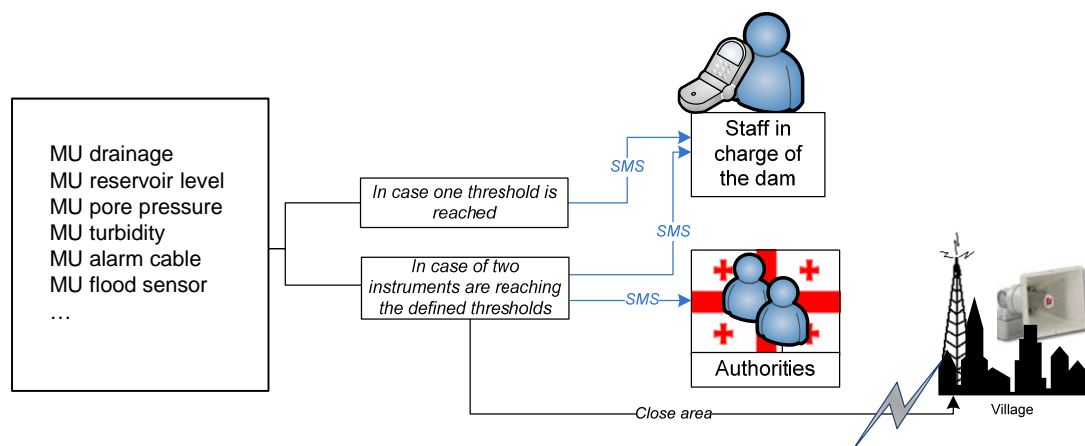 MU drainage
MU reservoir level
MU pore pressure
MU turbidity
MU alarm cable
MU flood sensor
…
In case one threshold is
reached
In case of two
instruments are reaching
the defined thresholds
SMS
SMS
SMS
Staff in
charge of
the dam
Authorities
Close area
Village